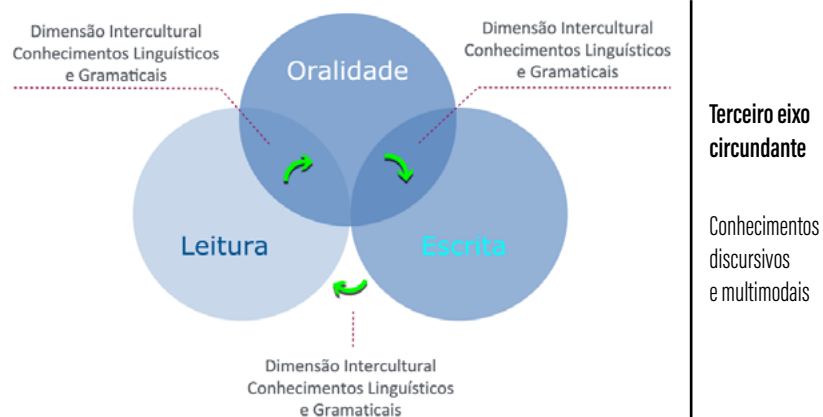 Dimensão Intercultural
Conhecimentos Linguísticos
e Gramaticais
Dimensão Intercultural
Conhecimentos Linguísticos
e Gramaticais
Oralidade
Leitura
Escrita
Dimensão Intercultural
Conhecimentos Linguísticos
e Gramaticais
Terceiro eixo
circundante
Conhecimentos
discursivos
e multimodais